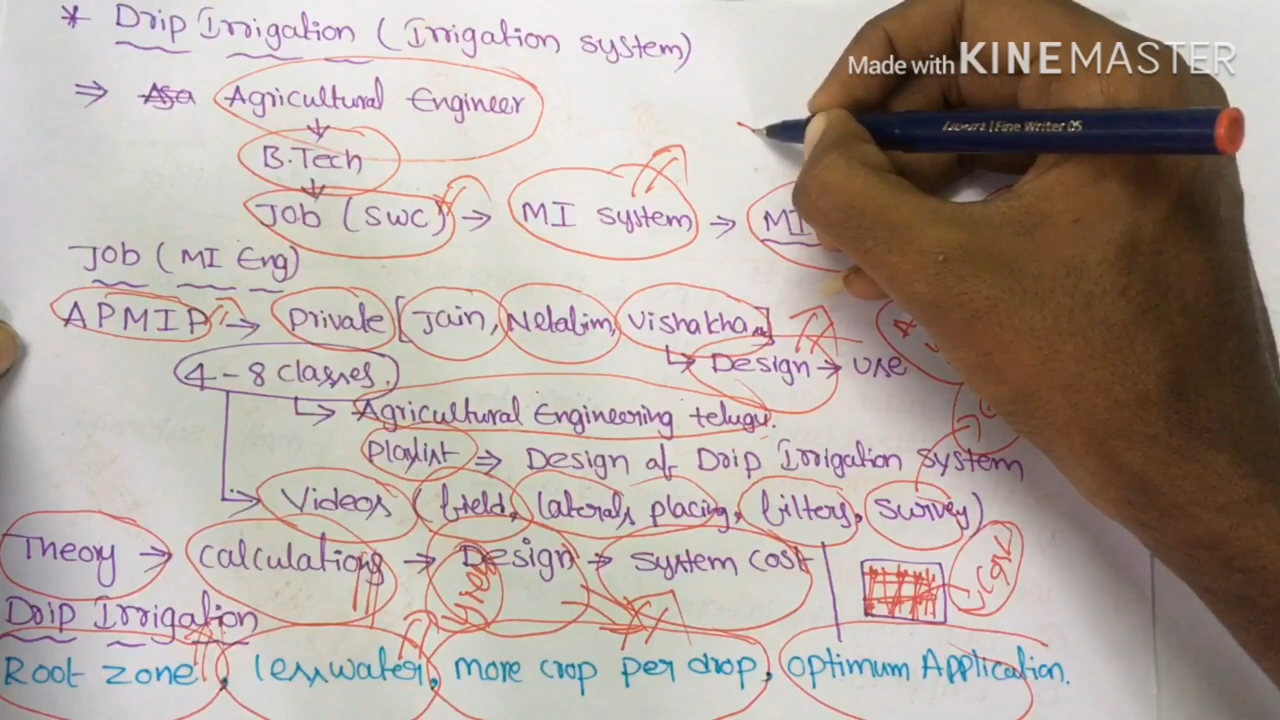 * Drip Irrigation (Irrigation system)
Made with KINEMASTER
⇒ Asa Agricultural Engineer
↓
B.Tech
↓
Job (SWC) → MI system → MI
Job (MI Eng)
APMIP → Private [Jain, Netafim, Vishakha]
↳ Design → use
4-8 classes.
↳ Agricultural Engineering telugu.
Playlist ⇒ Design of Drip Irrigation System
Videos (field, laterals placing, filters, survey)
Theory → calculations → Design → System cost
Drip Irrigation
Root zone, less water, more crop per drop, optimum Application.
Fine Writer 05